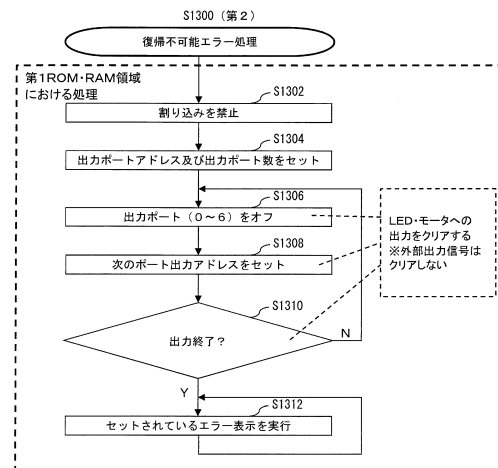 S1300（第２）
復帰不可能エラー処理
第１ROM・RAM領域
における処理
S1302
割り込みを禁止
S1304
出力ポートアドレス及び出力ポート数をセット
S1306
出力ポート（０～６）をオフ
S1308
次のポート出力アドレスをセット
LED・モータへの
出力をクリアする
※外部出力信号は
クリアしない
S1310
出力終了？
N
Y
S1312
セットされているエラー表示を実行